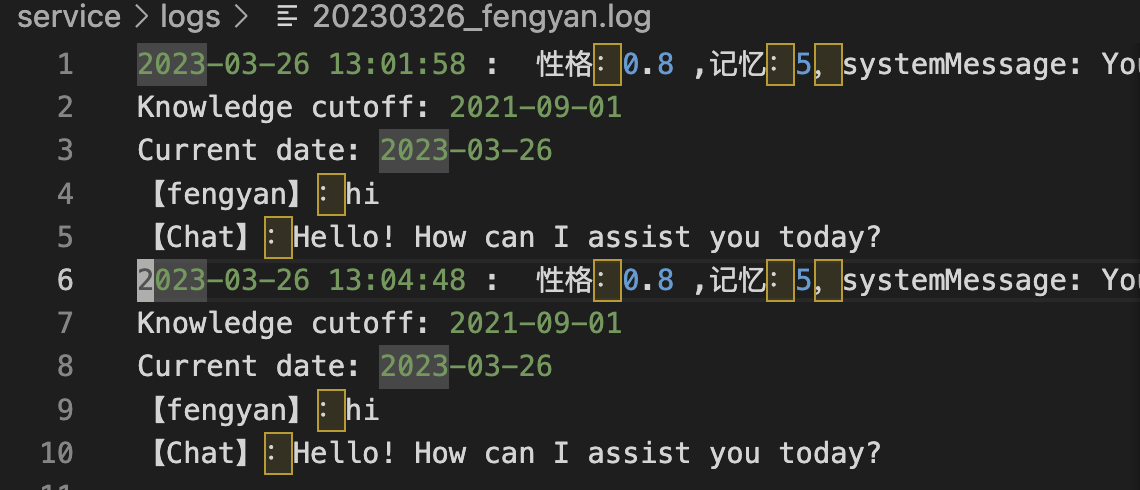 service > logs > 20230326_fengyan.log
1 2023-03-26 13:01:58 : 性格：0.8 ,记忆：5，systemMessage: You
2 Knowledge cutoff: 2021-09-01
3 Current date: 2023-03-26
4 【fengyan】：hi
5 【Chat】：Hello! How can I assist you today?
6 2023-03-26 13:04:48 : 性格：0.8 ,记忆：5，systemMessage: You
7 Knowledge cutoff: 2021-09-01
8 Current date: 2023-03-26
9 【fengyan】：hi
10 【Chat】：Hello! How can I assist you today?